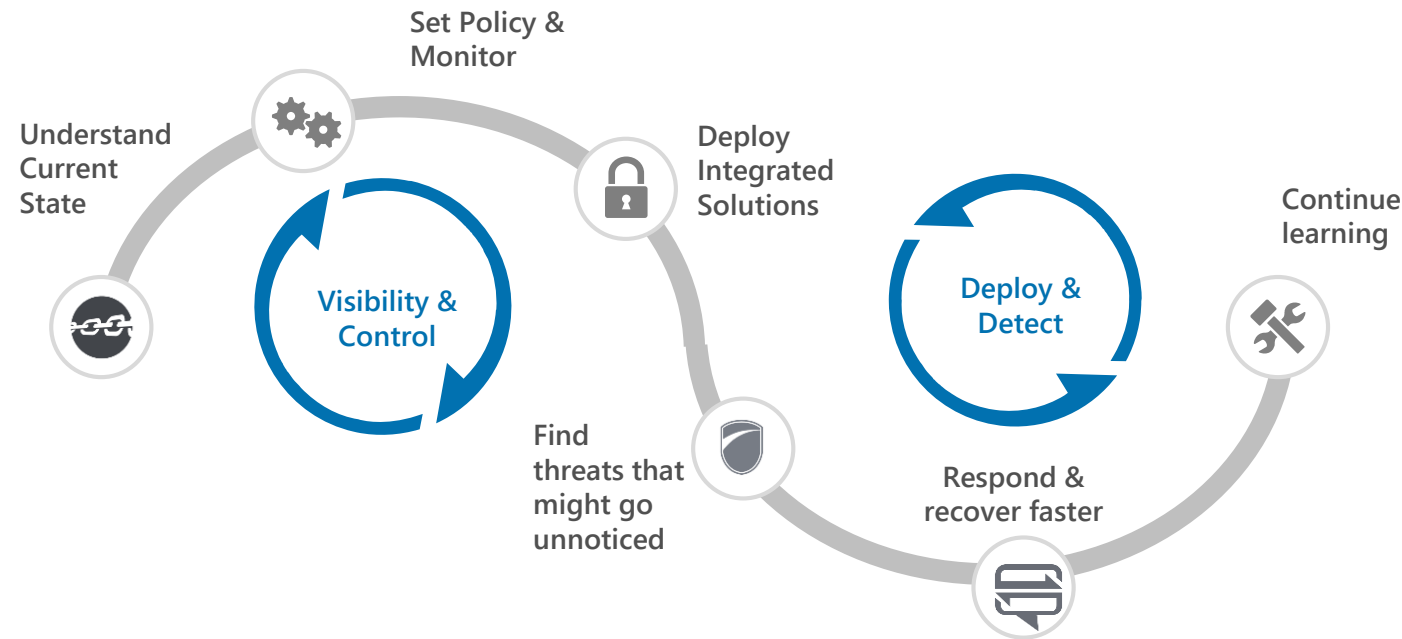 Set Policy &
Monitor
Understand
Current
State
Deploy
Integrated
Solutions
Continue
learning
Visibility &
Control
Deploy &
Detect
Find
threats that
might go
unnoticed
Respond &
recover faster